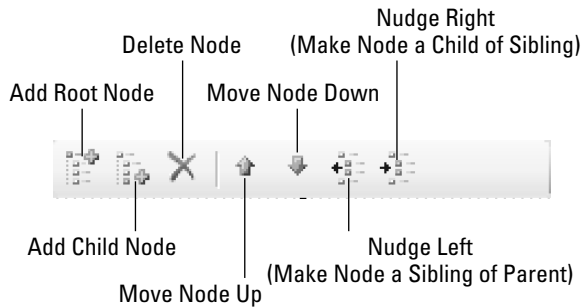 Nudge Right
(Make Node a Child of Sibling)
Delete Node
Add Root Node
Move Node Down
Add Child Node
Nudge Left
(Make Node a Sibling of Parent)
Move Node Up